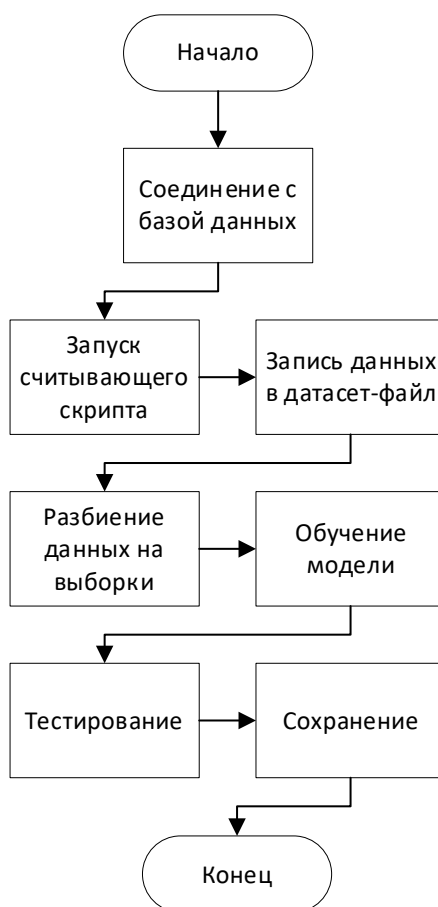 Начало
Соединение с
базой данных
Запуск
считывающего
скрипта
Запись данных
в датасет-файл
Разбиение
данных на
выборки
Обучение
модели
Тестирование
Сохранение
Конец